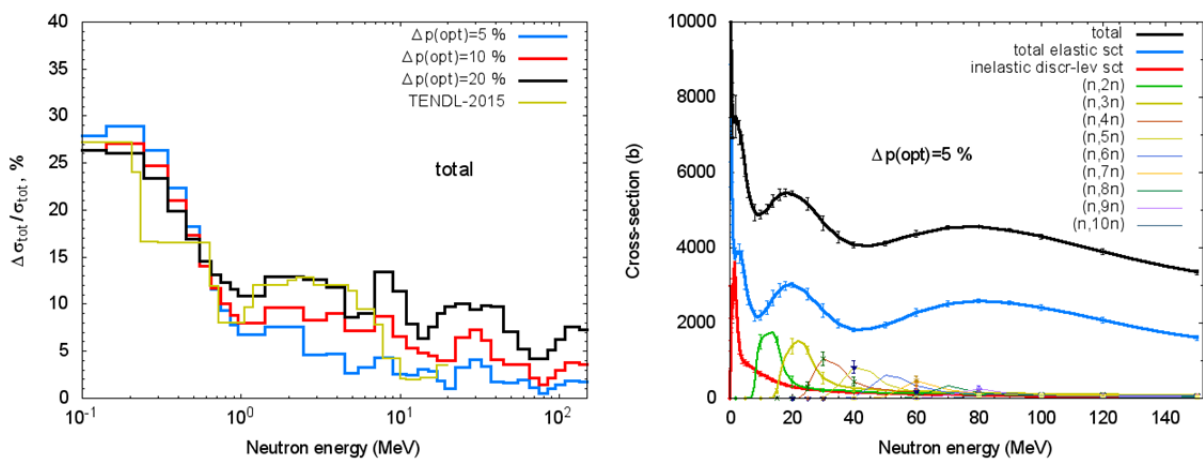 40
35
30
25
20
15
10
5
0
10-1
100
101
102
Δσtot/σtot, %
Neutron energy (MeV)
Δp(opt)=5 %
Δp(opt)=10 %
Δp(opt)=20 %
TENDL-2015
total
10000
8000
6000
4000
2000
0
0
20
40
60
80
100
120
140
Cross-section (b)
Neutron energy (MeV)
total
total elastic sct
inelastic discr-lev sct
(n,2n)
(n,3n)
(n,4n)
(n,5n)
(n,6n)
(n,7n)
(n,8n)
(n,9n)
(n,10n)
Δp(opt)=5 %